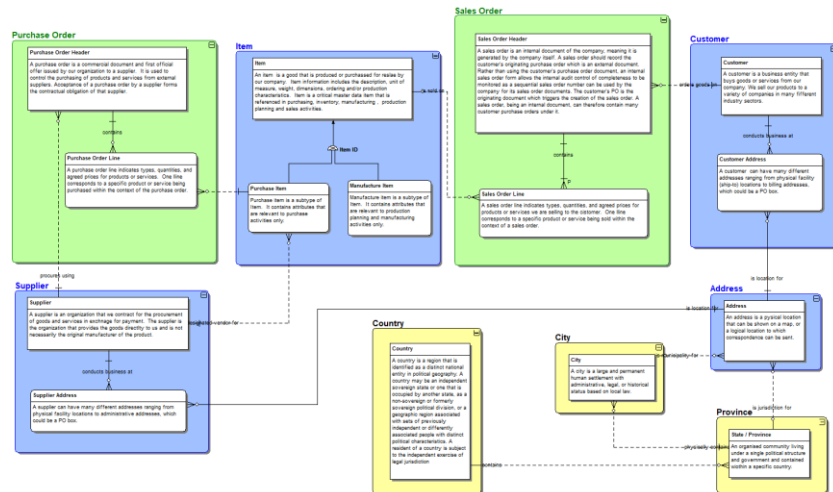 Purchase Order
Purchase Order Header
A purchase order is a commercial document and first official
offer issued by our organization to a supplier. It is used to
control the purchasing of products and services from external
suppliers. Acceptance of a purchase order by a supplier forms
the contractual obligation of that supplier.
contains
Purchase Order Line
A purchase order line indicates types, quantities, and
agreed prices for products or services. One line
corresponds to a specific product or service being
purchased within the context of the purchase order.
procures using
Item
Item
An item is a good that is produced or purchased for resale by
our company. Item information includes the description, unit of
measure, weight, dimensions, ordering and/or production
characteristics. Item is a critical master data item that is
referenced in purchasing, inventory, manufacturing , production
planning and sales activities.
is sold on
Item ID
Purchase Item
Purchase item is a subtype of
item. It contains attributes that
are relevant to purchase
activities only.
Manufacture Item
Manufacture item is a subtype of
item. It contains attributes that
are relevant to production
planning and manufacturing
activities only.
Sales Order
Sales Order Header
A sales order is an internal document of the company, meaning it is
generated by the company itself. A sales order should record the
customer's originating purchase order which is an external document.
Rather than using the customer's purchase order document, an internal
sales order form allows the internal audit control of completeness to be
monitored as a sequential sales order number can be used by the
company for its sales order documents. The customer's PO is the
originating document which triggers the creation of the sales order. A
sales order, being an internal document, can therefore contain many
customer purchase orders under it.
contains
P
Sales Order Line
A sales order line indicates types, quantities, and agreed prices for
products or services we are selling to the customer. One line
corresponds to a specific product or service being sold within the
context of a sales order.
orders goods
Customer
Customer
A customer is a business entity that
buys goods or services from our
company. We sell our products to a
variety of companies in many fifferent
industry sectors.
conducts business at
Customer Address
A customer can have many different
addresses ranging from physical facility
(ship-to) locations to billing addresses,
which could be a PO box.
is location for
Supplier
Supplier
A supplier is an organization that we contract for the procurement
of goods and services in exchnage for payment. The supplier is
the organization that provides the goods directly to us and is not
necessarily the original manufacturer of the product.
vendor for
conducts business at
Supplier Address
A supplier can have many different addresses ranging from
physical facility locations to administrative addresses, which
could be a PO box.
is location for
Address
Address
An address is a pysical location
that can be shown on a map, or
a logical location to which
correspondence can be sent.
Country
Country
A country is a region that is
identified as a distinct national
entity in political geography. A
country may be an independent
sovereign state or one that is
occupied by another state, as
a non-sovereign or formerly
sovereign political division, or a
geographic region associated
with sets of previously
independent or differently
associated people with distinct
political characteristics. A
resident of a country is subject
to the independent exercise of
legal jurisdiction
contains
City
City
A city is a large and permanent
human settlement with
administrative, legal, or historical
status based on local law.
is municipality for
is jurisdiction for
physically contains
Province
State / Province
An organised community living
under a single political structure
and government and contained
within a specific country.